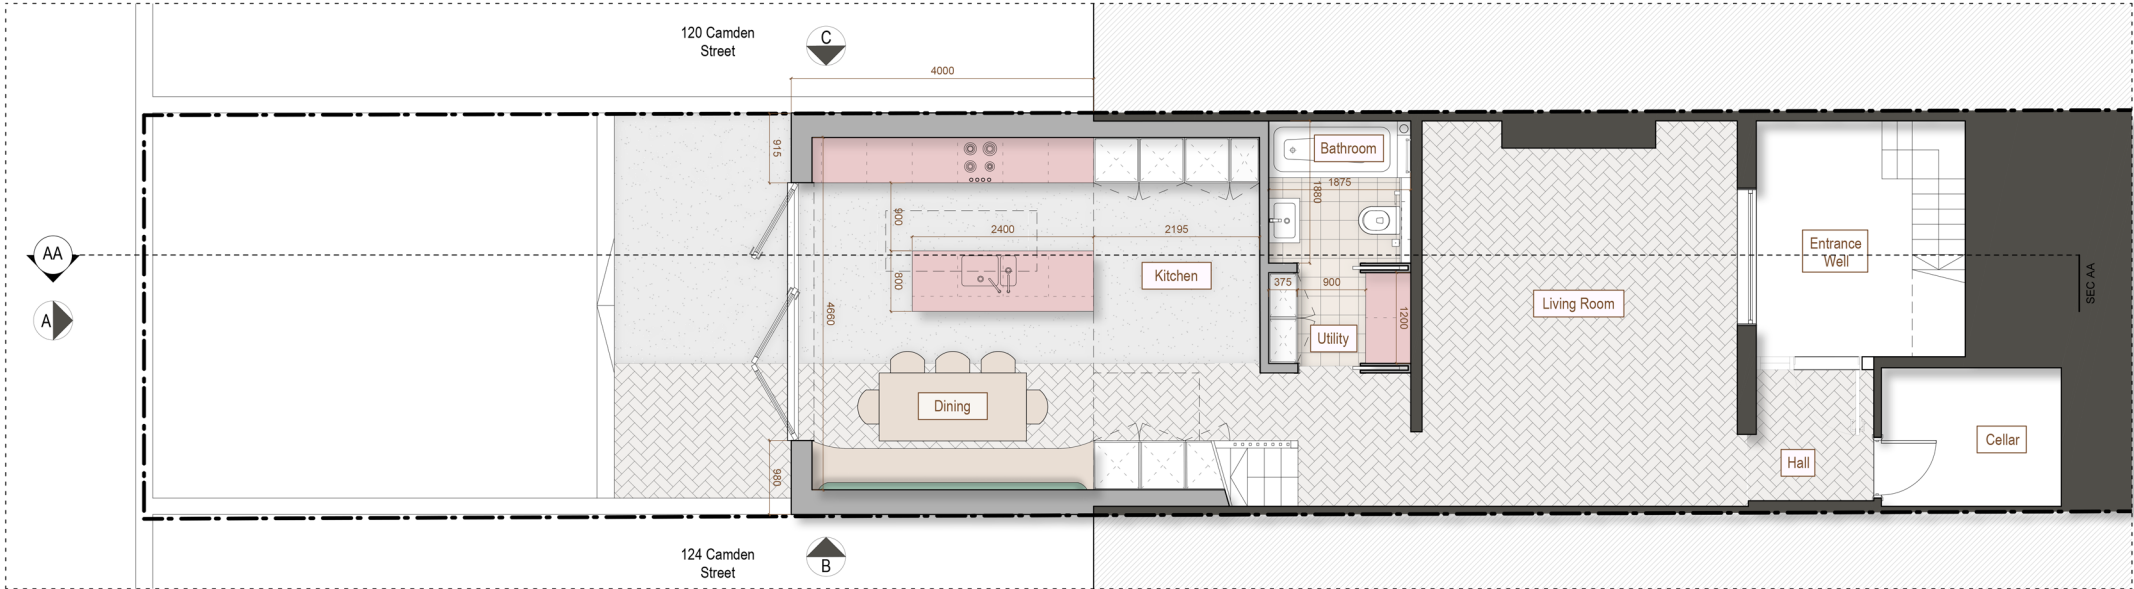 120 Camden
Street
C
4000
915
Bathroom
1875
1880
900
2400
2195
Entrance
Well
AA
SEC AA
Kitchen
800
375
900
Living Room
A
4660
1200
Utility
Dining
Cellar
Hall
980
124 Camden
Street
B